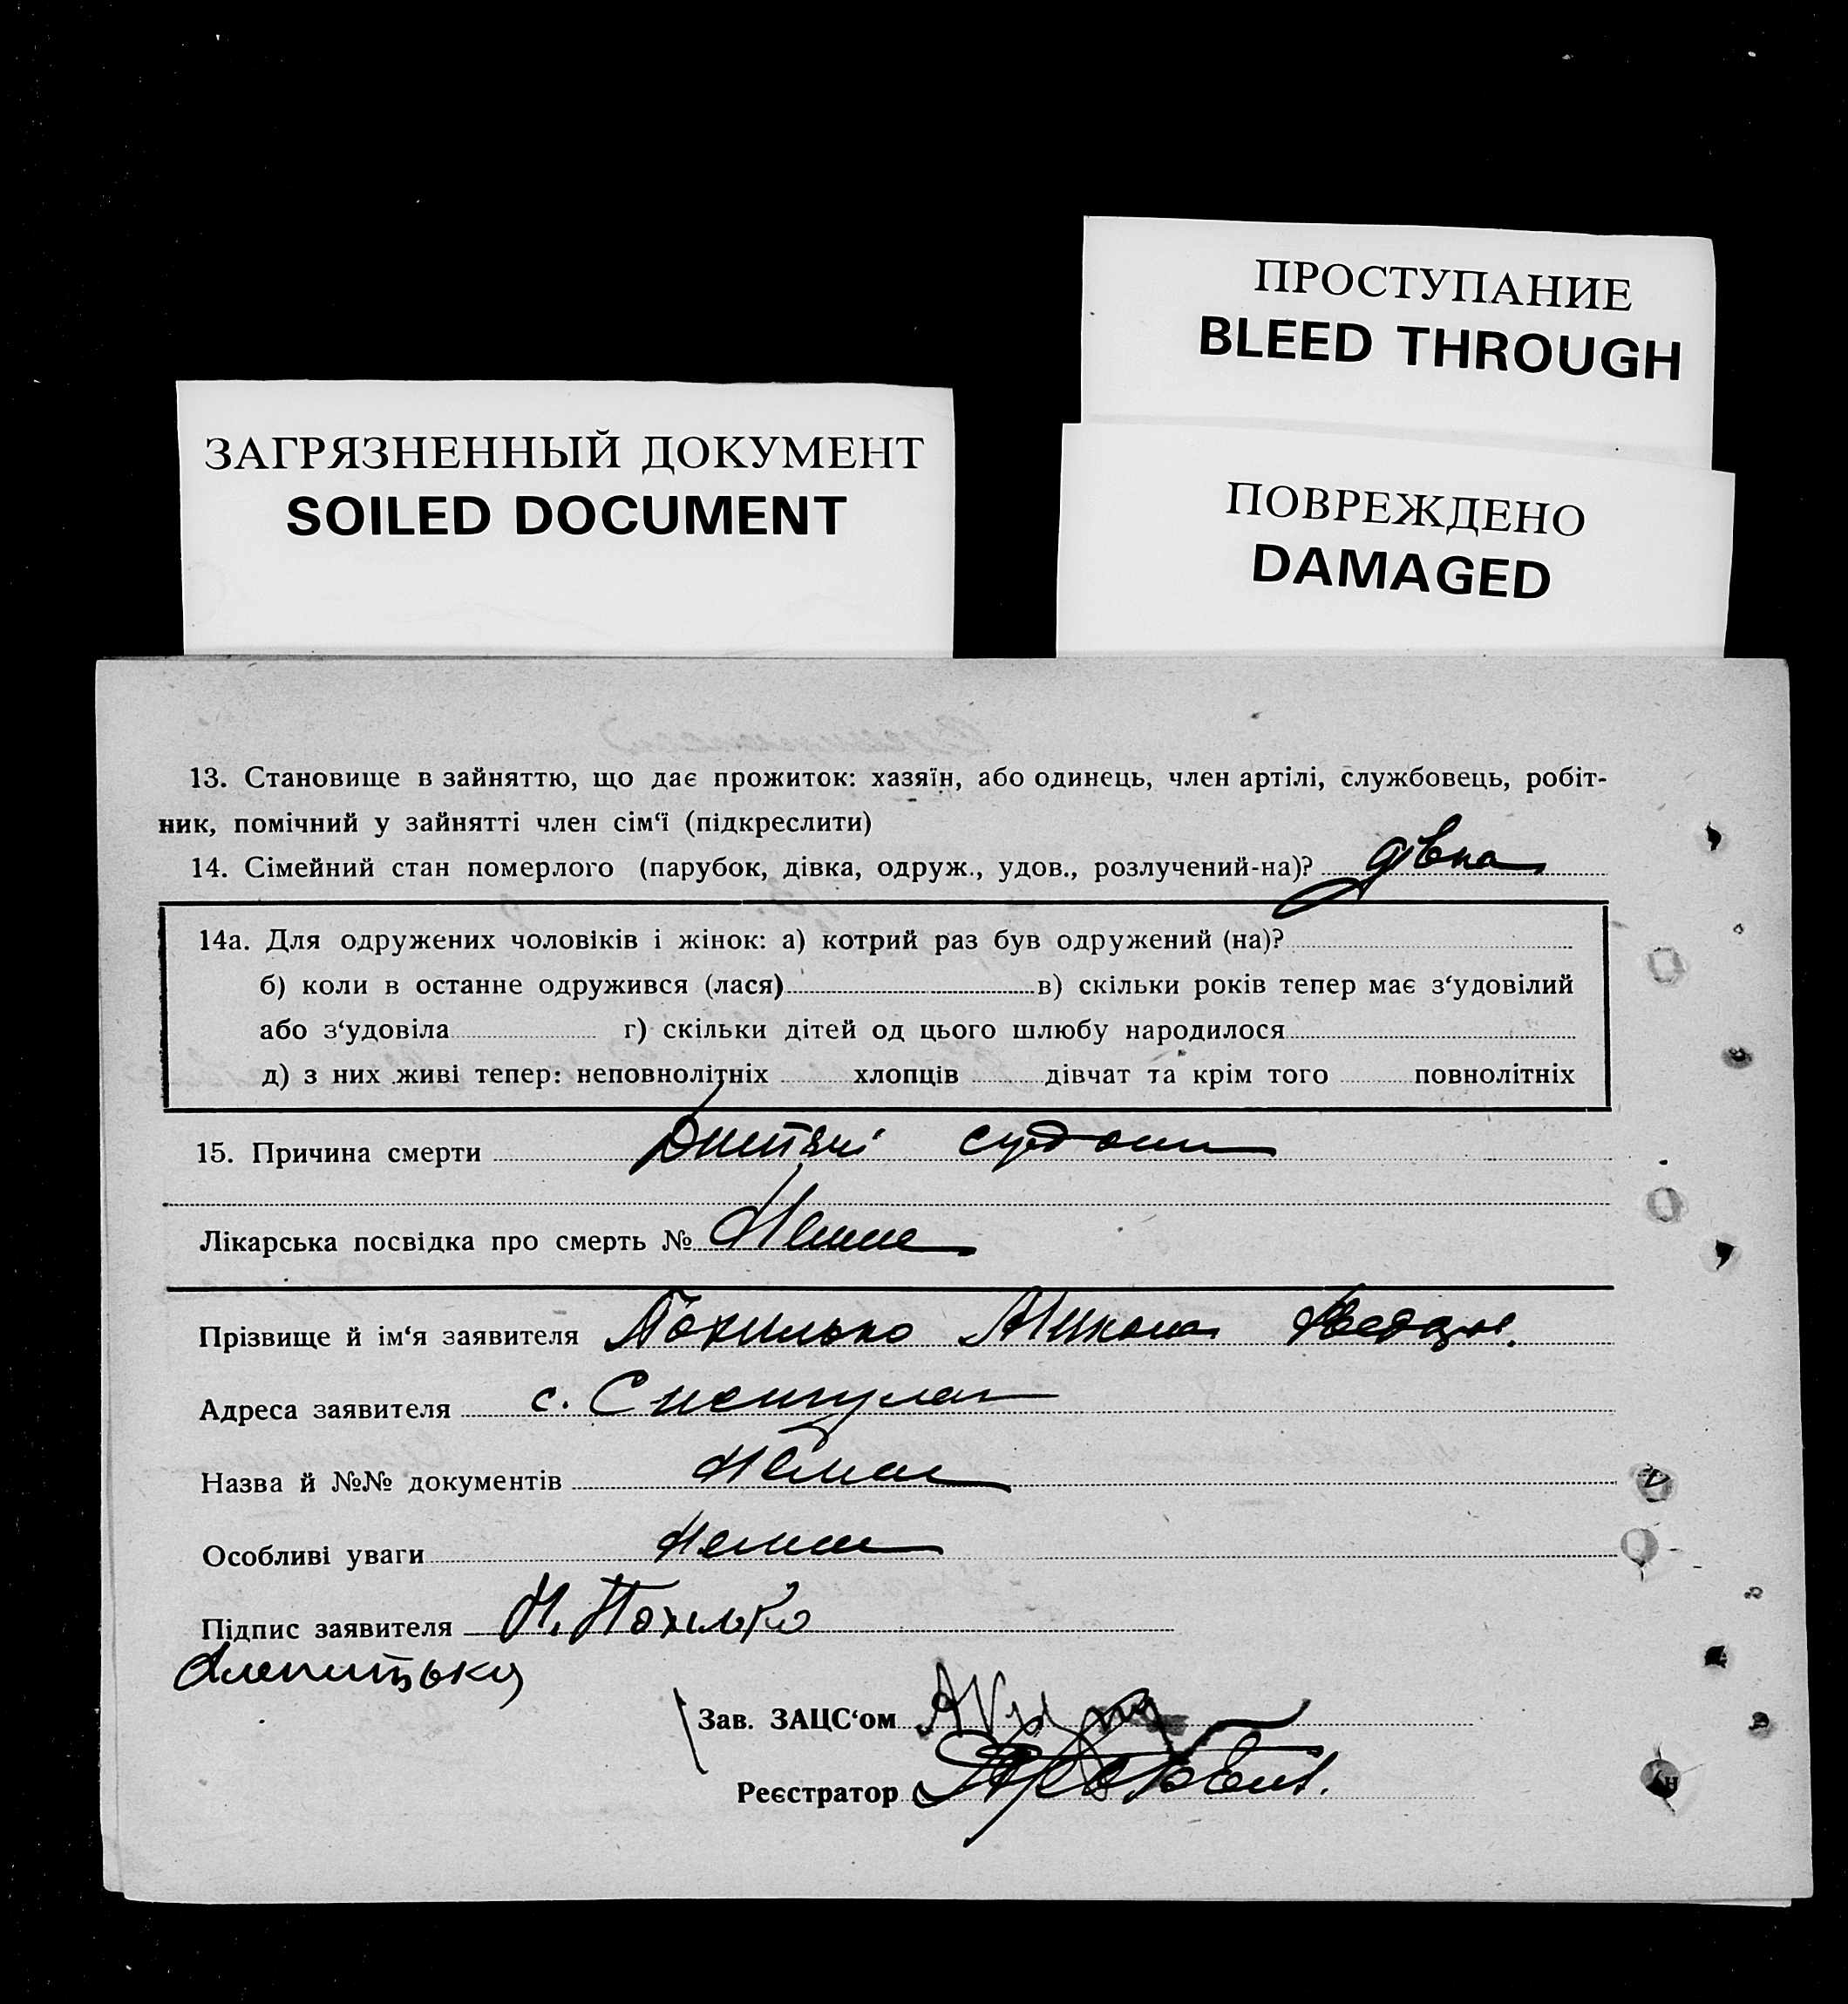 ПРОСТУПАНИЕ
BLEED THROUGH
ЗАГРЯЗНЕННЫЙ ДОКУМЕНТ
SOILED DOCUMENT
ПОВРЕЖДЕНО
DAMAGED
13. Становище в зайняттю, що дає прожиток: хазяїн, або одинець, член артілі, службовець, робіт-
ник, помічний у зайнятті член сім‘ї (підкреслити)
14. Сімейний стан померлого (парубок, дівка, одруж., удов., розлучений-на)? дівка
14а. Для одружених чоловіків і жінок: а) котрий раз був одружений (на)?
б) коли в останне одружився (лася) в) скільки років тепер має з‘удовілий
або з‘удовіла г) скільки дітей од цього шлюбу народилося
д) з них живі тепер: неповнолітніх хлопців дівчат та крім того повнолітніх
15. Причина смерти Дитячі судоми
Лікарська посвідка про смерть № Немає
Прізвище й ім‘я заявителя Похилько Микола
Адреса заявителя с.
Назва й №№ документів Немає
Особливі уваги Немає
Підпис заявителя М. Похилько
Зав. ЗАЦС‘ом
Реєстратор